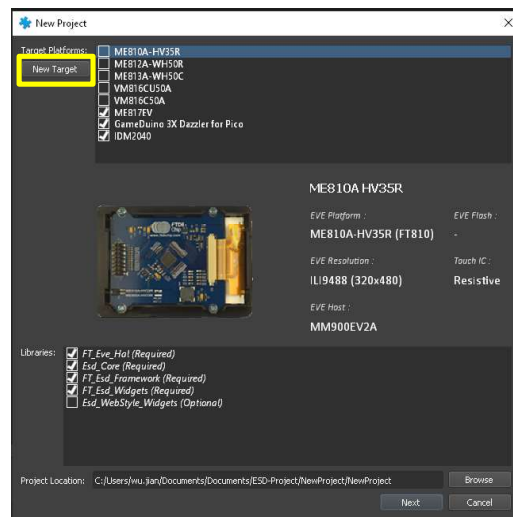 New Project
Target Platforms:
New Target
ME810A-HV35R
ME812A-WH50R
ME813A-WH50C
VM816CU50A
VM816C50A
ME817EV
GameDuino 3X Dazzler for Pico
IDM2040
ME810A HV35R
EVE Platform : EVE Flash :
ME810A-HV35R (FT810) -
EVE Resolution : Touch IC :
ILI9488 (320x480) Resistive
EVE Host :
MM900EV2A
Libraries:
FT_Eve_Hal (Required)
Esd_Core (Required)
FT_Esd_Framework (Required)
FT_Esd_Widgets (Required)
Esd_WebStyle_Widgets (Optional)
Project Location: C:/Users/wu.jian/Documents/Documents/ESD-Project/NewProject/NewProject Browse
Next Cancel